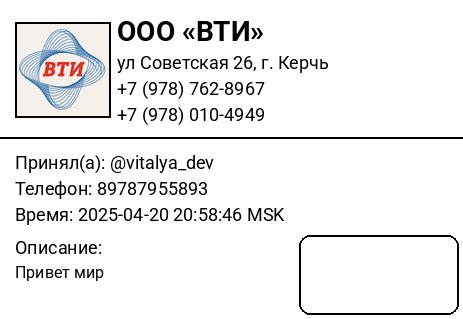 ВТИ
ООО «ВТИ»
ул Советская 26, г. Керчь
+7 (978) 762-8967
+7 (978) 010-4949
Принял(а): @vitalya_dev
Телефон: 89787955893
Время: 2025-04-20 20:58:46 MSK
Описание:
Привет мир